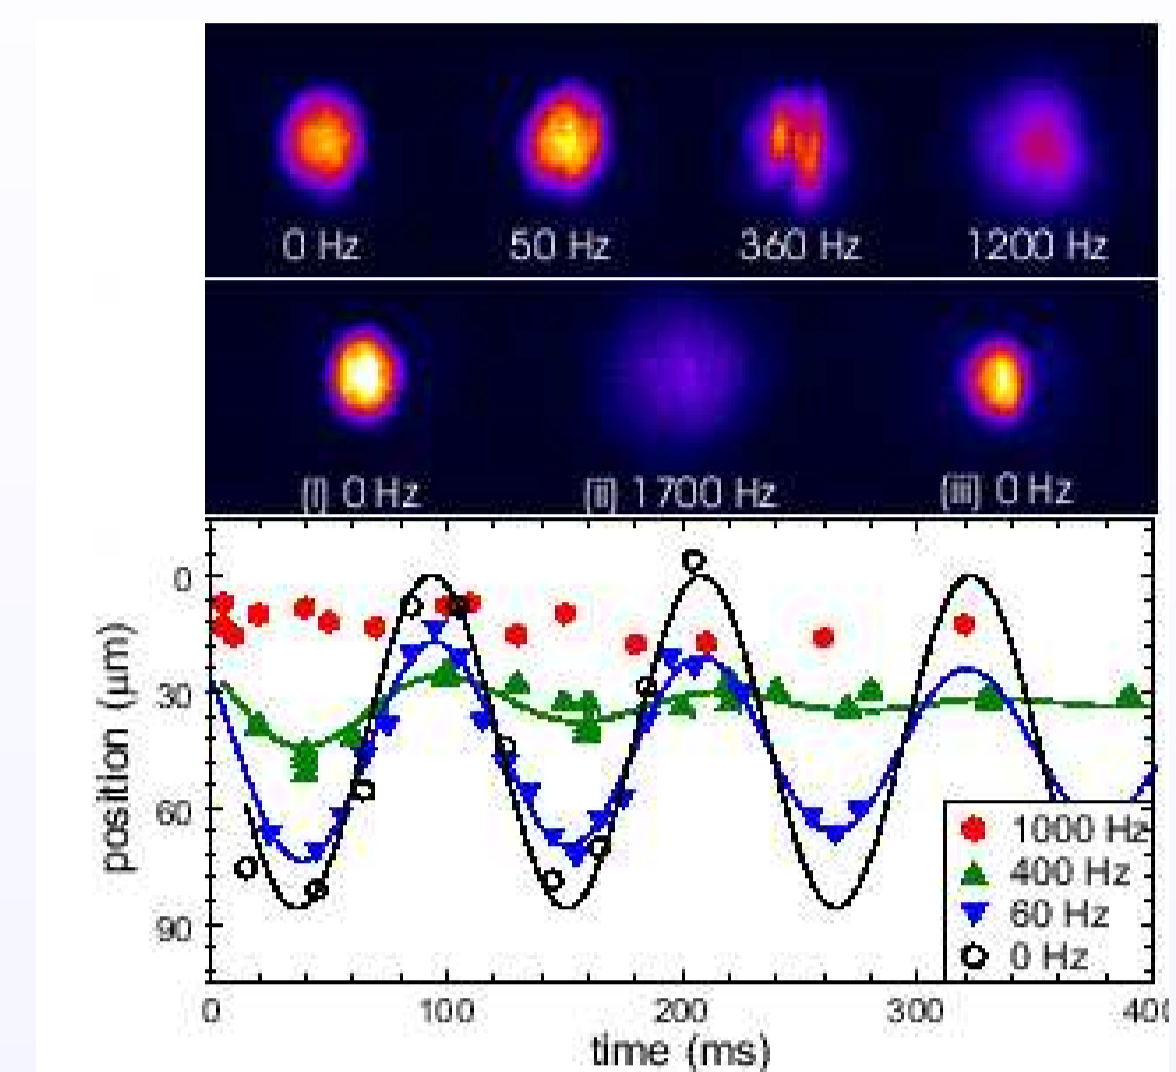 0 Hz 50 Hz 360 Hz 1200 Hz
(i) 0 Hz (ii) 1700 Hz (iii) 0 Hz
position (μm)
0
30
60
90
1000 Hz
400 Hz
60 Hz
0 Hz
0 100 200 300 400
time (ms)